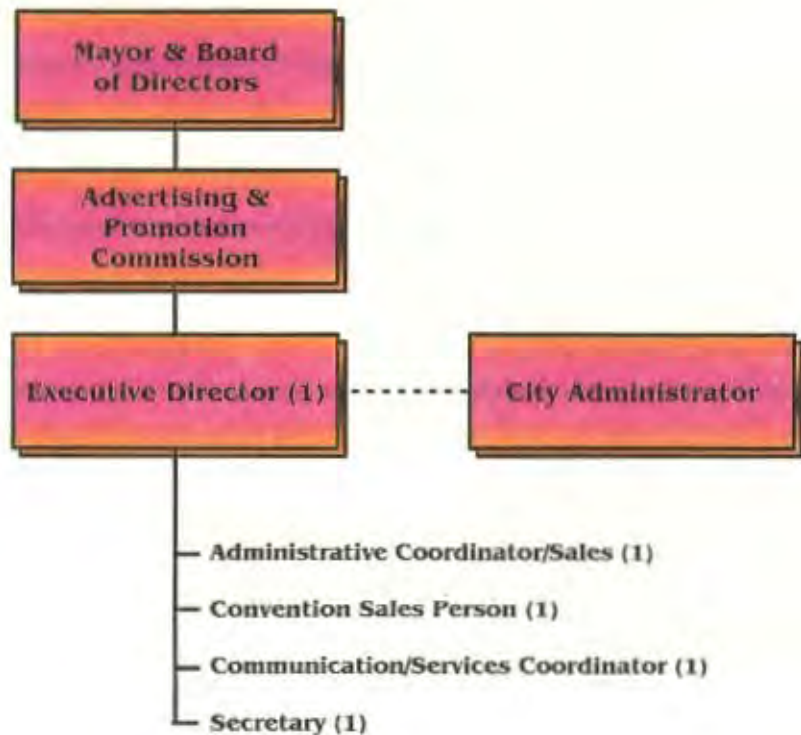 Mayor & Board
of Directors
Advertising &
Promotion
Commission
Executive Director (1)
City Administrator
Administrative Coordinator/Sales (1)
Convention Sales Person (1)
Communication/Services Coordinator (1)
Secretary (1)